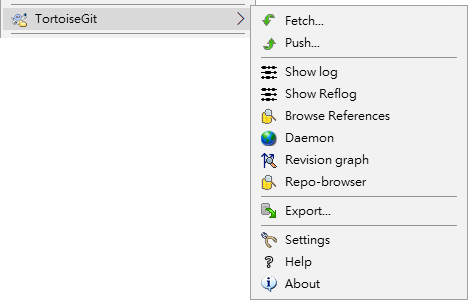 TortoiseGit
Fetch...
Push...
Show log
Show Reflog
Browse References
Daemon
Revision graph
Repo-browser
Export...
Settings
Help
About